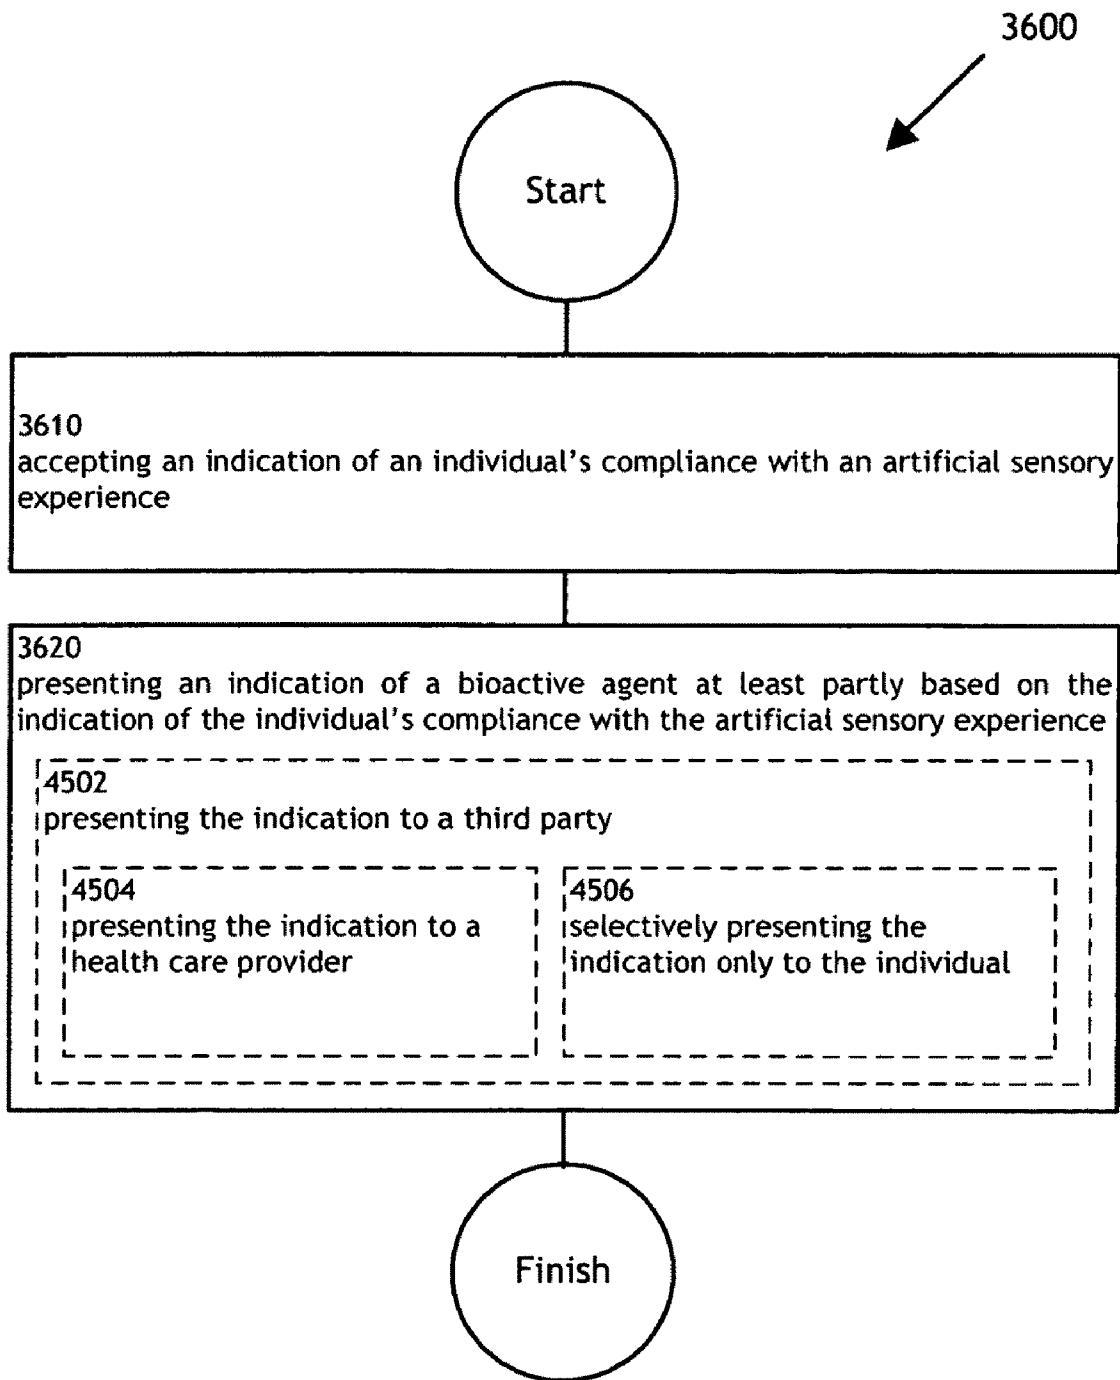 3600
Start
3610
accepting an indication of an individual's compliance with an artificial sensory
experience
3620
presenting an indication of a bioactive agent at least partly based on the
indication of the individual's compliance with the artificial sensory experience
4502
presenting the indication to a third party
4504
presenting the indication to a
health care provider
4506
selectively presenting the
indication only to the individual
Finish